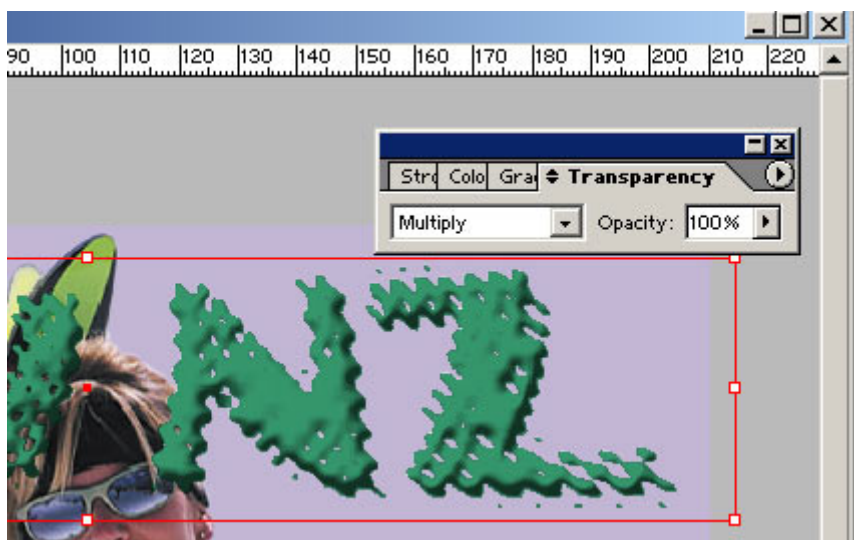 90 100 110 120 130 140 150 160 170 180 190 200 210 220
Stro Colo Gra Transparency
Multiply Opacity: 100%
NZ